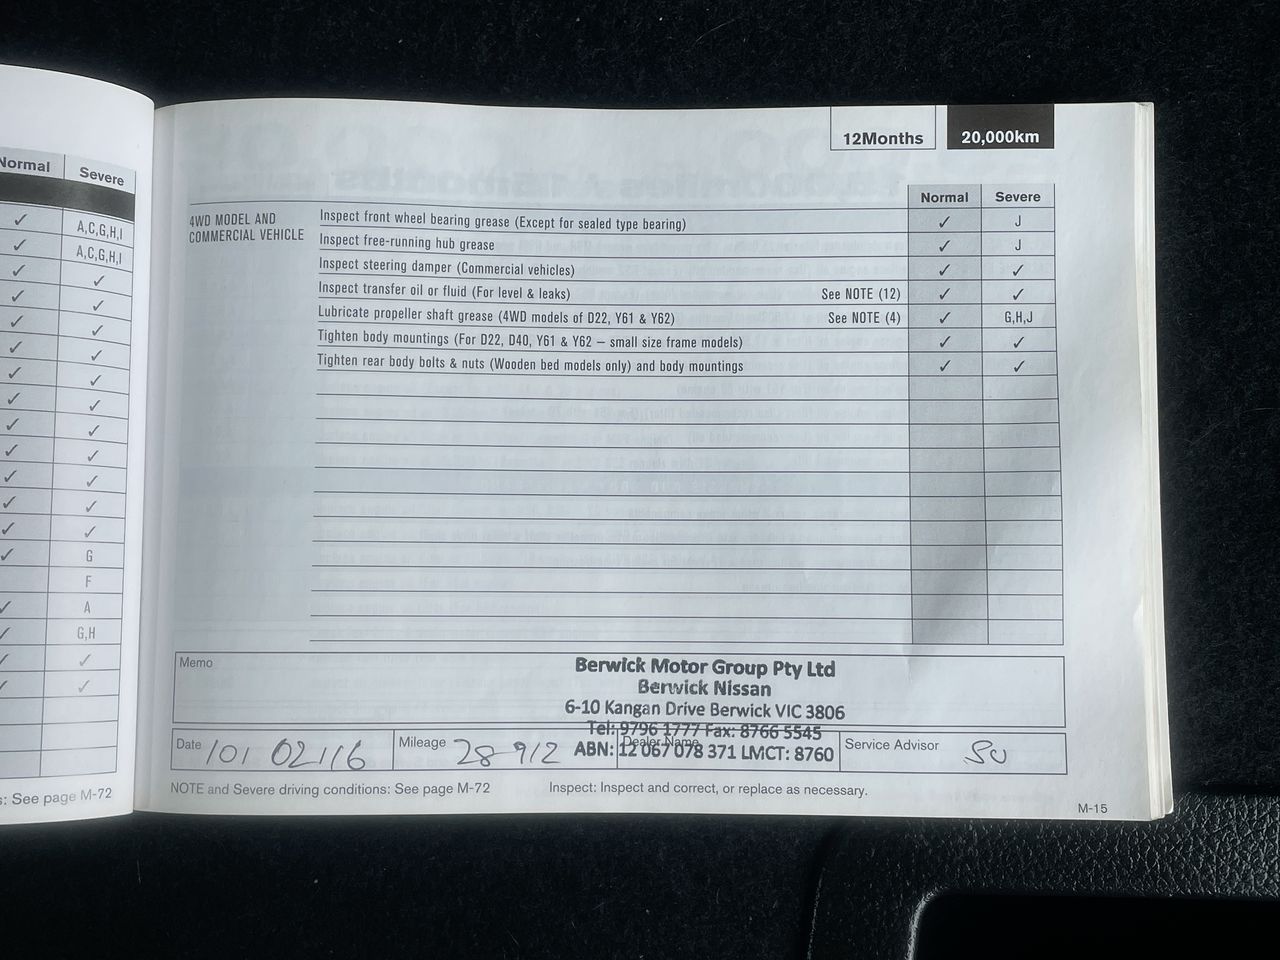 Normal Severe
✓ A,C,G,H,I
✓ A,C,G,H,I
✓ ✓
✓ ✓
✓ ✓
✓ ✓
✓ ✓
✓ ✓
✓ ✓
✓ ✓
✓ ✓
✓ ✓
✓ ✓
✓ G
F
✓ A
✓ G,H
✓ ✓
✓ ✓
s: See page M-72
12Months 20,000km
Normal Severe
4WD MODEL AND
COMMERCIAL VEHICLE
Inspect front wheel bearing grease (Except for sealed type bearing) ✓ J
Inspect free-running hub grease ✓ J
Inspect steering damper (Commercial vehicles) ✓ ✓
Inspect transfer oil or fluid (For level & leaks) See NOTE (12) ✓ ✓
Lubricate propeller shaft grease (4WD models of D22, Y61 & Y62) See NOTE (4) ✓ G,H,J
Tighten body mountings (For D22, D40, Y61 & Y62 – small size frame models) ✓ ✓
Tighten rear body bolts & nuts (Wooden bed models only) and body mountings ✓ ✓
Memo
Berwick Motor Group Pty Ltd
Berwick Nissan
6-10 Kangan Drive Berwick VIC 3806
Tel: 9796 1777 Fax: 8766 5545
ABN: 12 067 078 371 LMCT: 8760
Date Mileage 28 912 Dealer Name Service Advisor
NOTE and Severe driving conditions: See page M-72 Inspect: Inspect and correct, or replace as necessary.
M-15